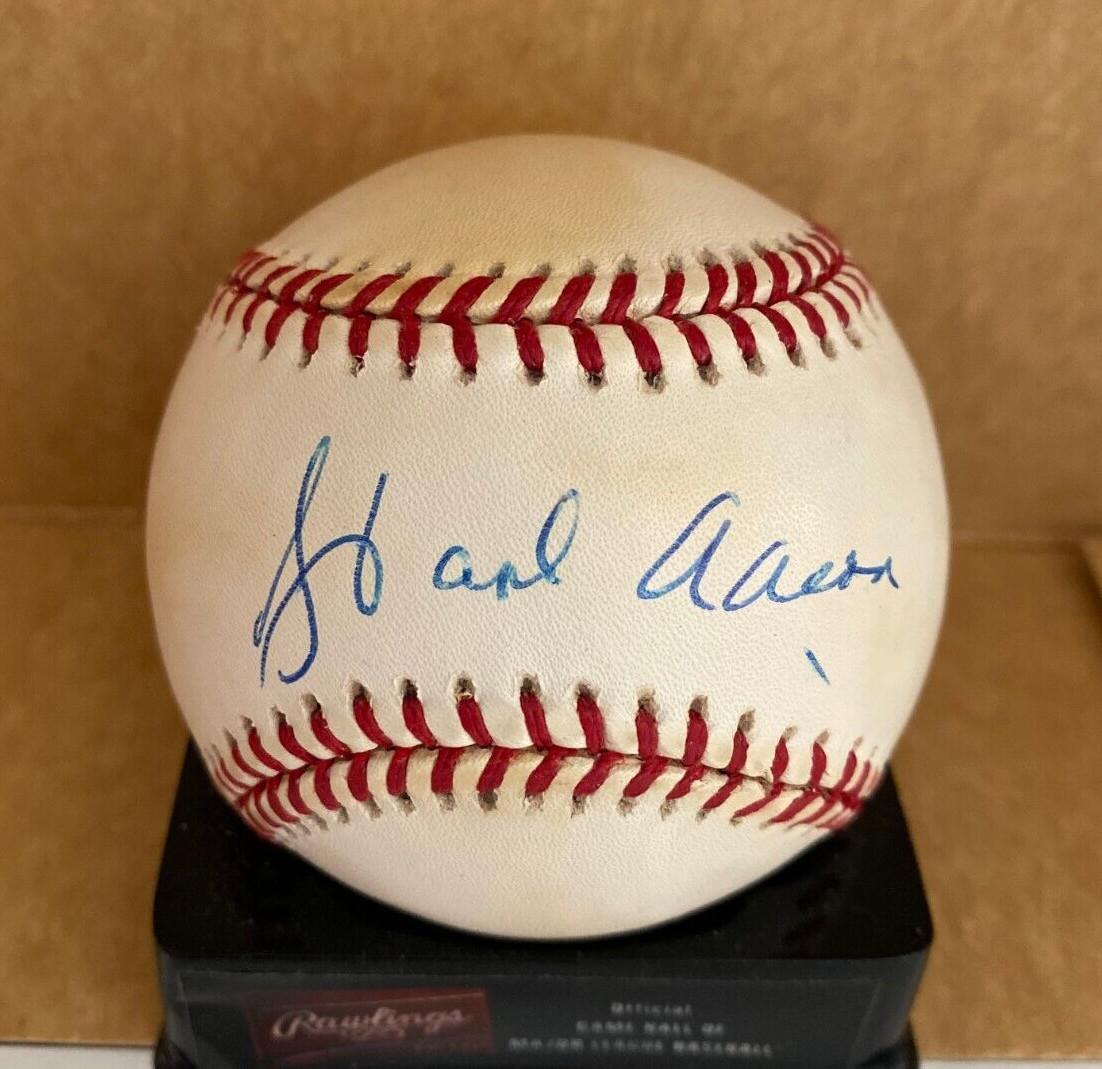 Hank Aaron
Rawlings
Official
GAME BALL OF
MAJOR LEAGUE BASEBALL